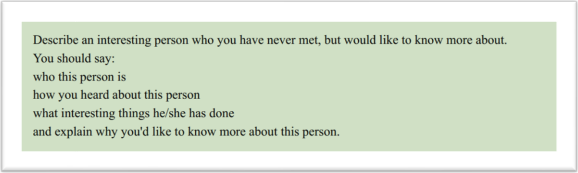 Describe an interesting person who you have never met, but would like to know more about.
You should say:
who this person is
how you heard about this person
what interesting things he/she has done
and explain why you'd like to know more about this person.